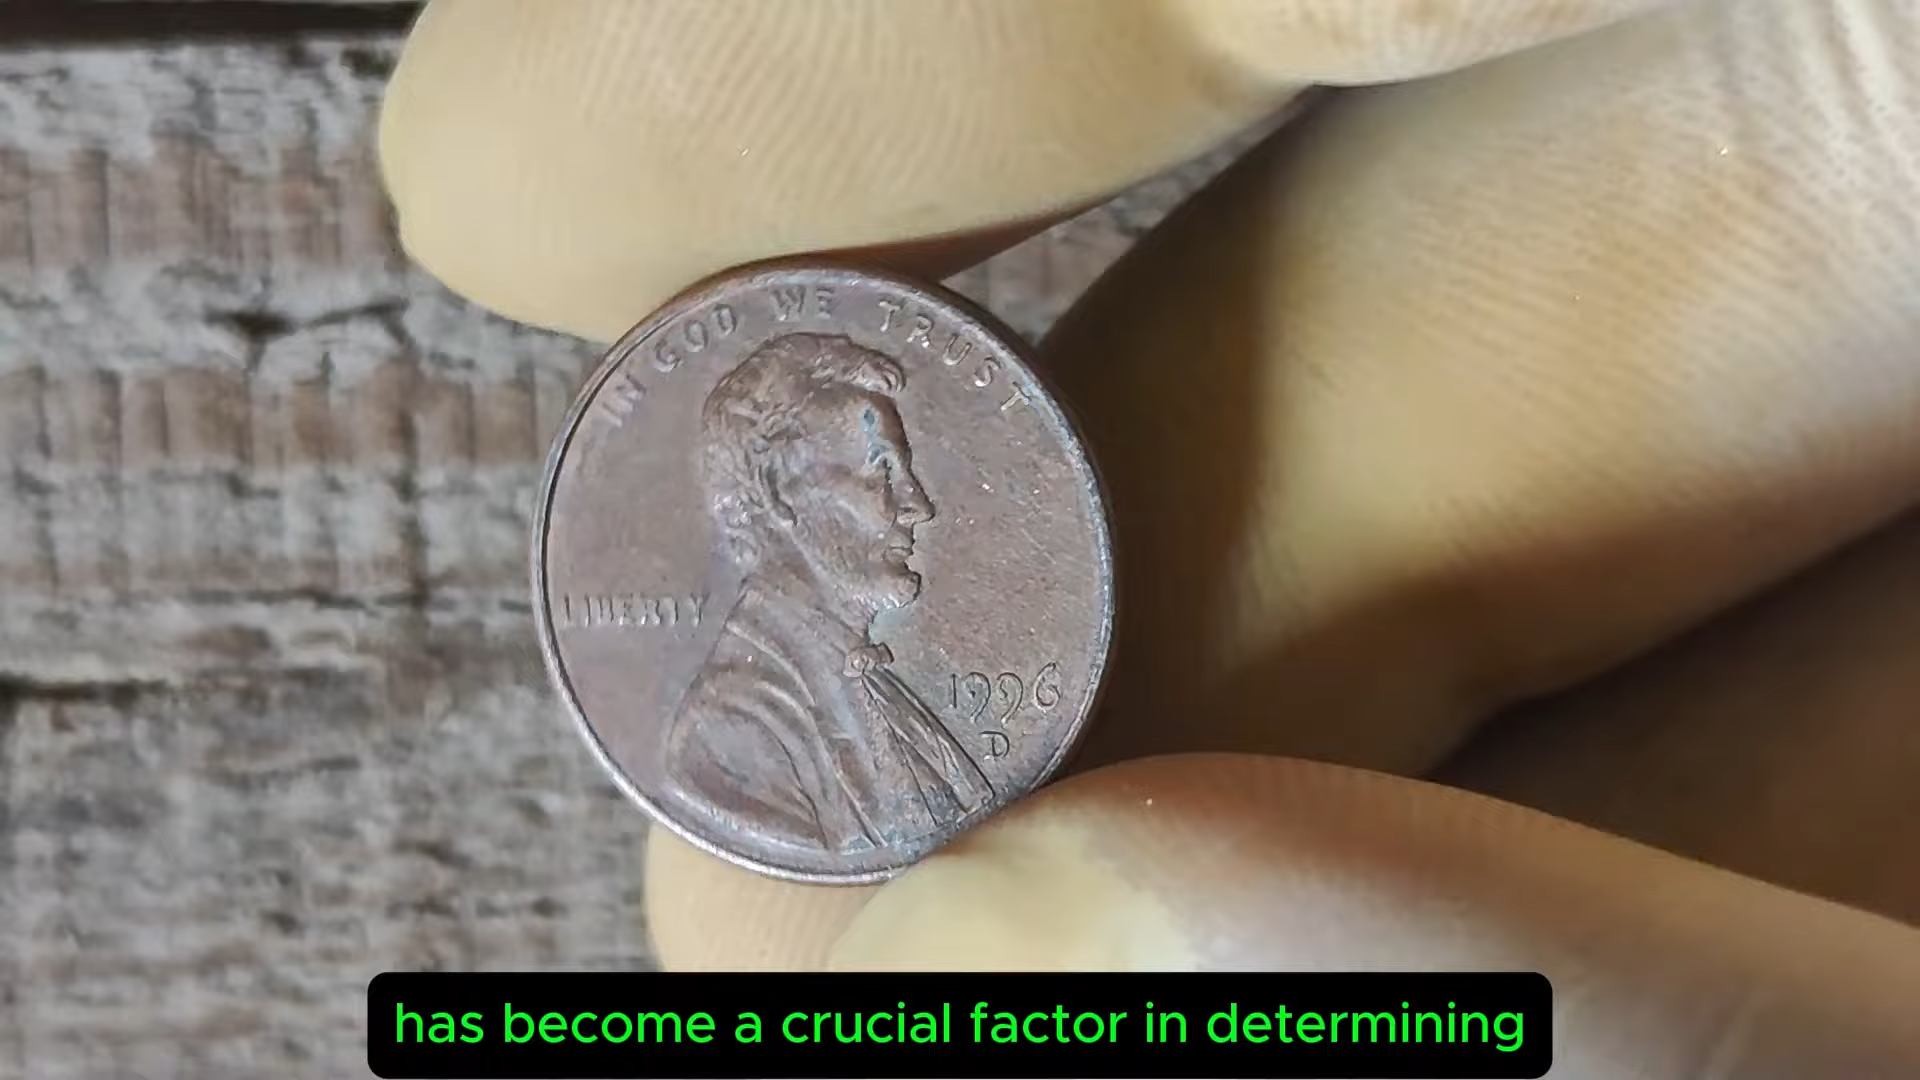 IN GOD WE TRUST
LIBERTY
1996
D
has become a crucial factor in determining